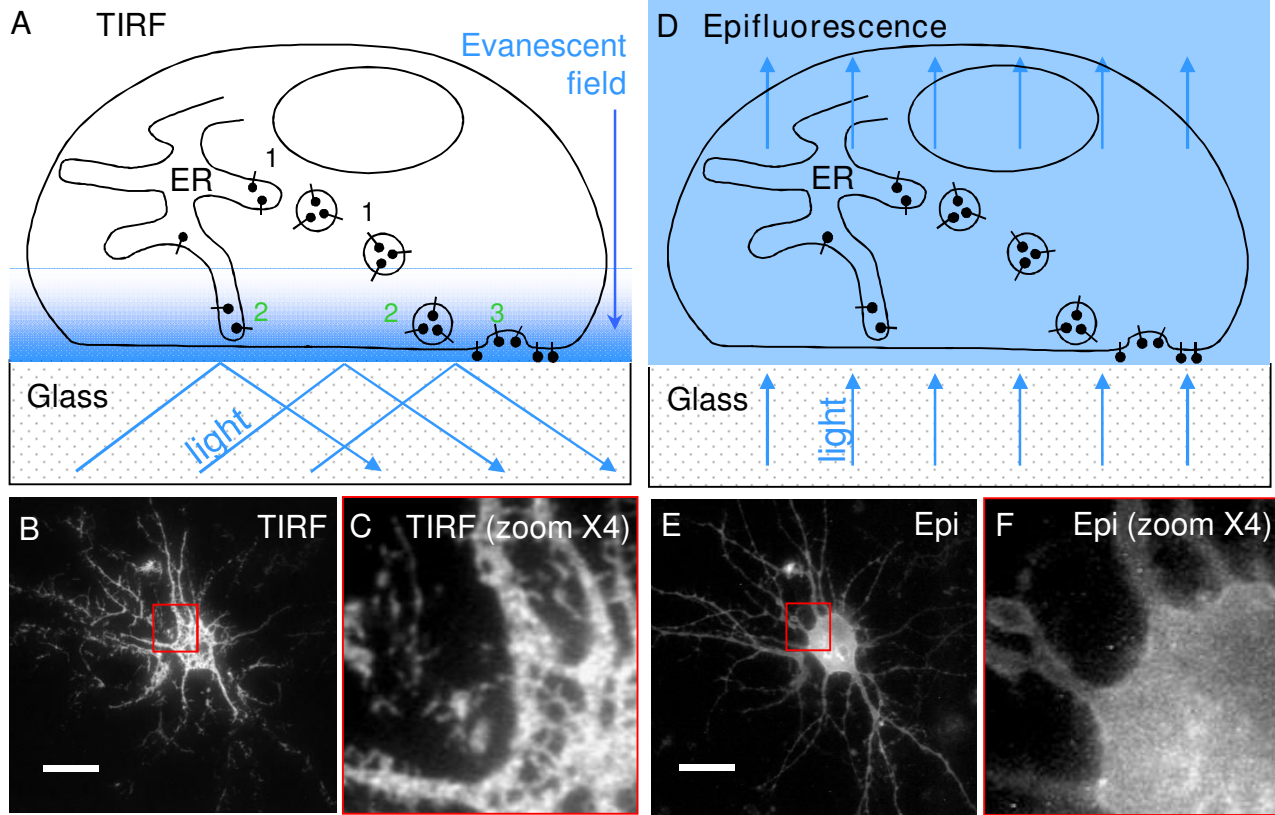 A TIRF
Evanescent
field
1
ER
1
2
2
3
Glass
light
D Epifluorescence
ER
Glass
light
B TIRF
C TIRF (zoom X4)
E Epi
F Epi (zoom X4)